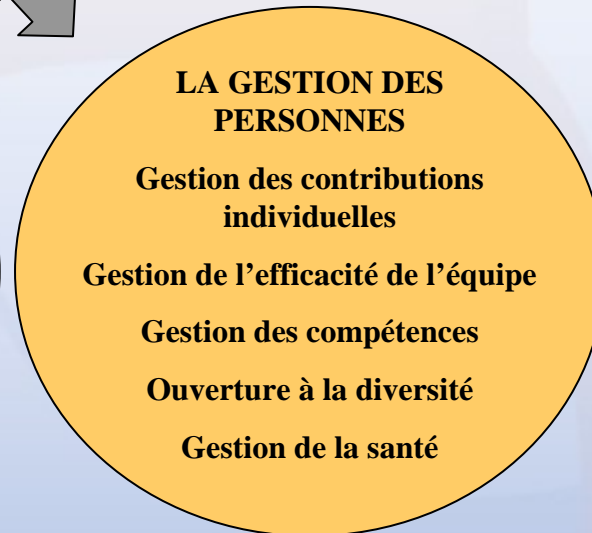 LA GESTION DES
PERSONNES
Gestion des contributions
individuelles
Gestion de l’efficacité de l’équipe
Gestion des compétences
Ouverture à la diversité
Gestion de la santé